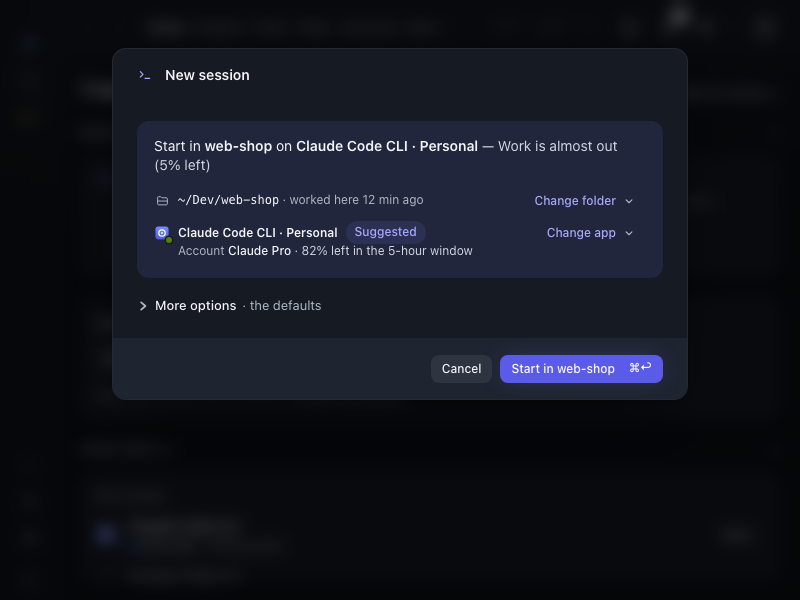 New session
Start in web-shop on Claude Code CLI · Personal — Work is almost out
(5% left)
~/Dev/web-shop · worked here 12 min ago
Change folder
Claude Code CLI · Personal
Suggested
Change app
Account Claude Pro · 82% left in the 5-hour window
More options · the defaults
Cancel
Start in web-shop ⌘↩